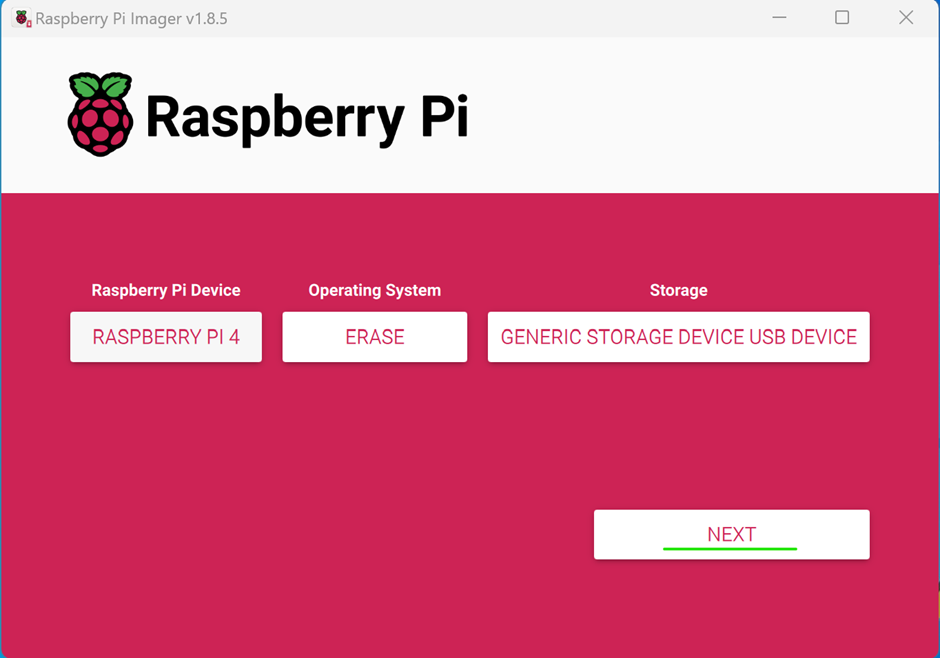 Raspberry Pi Imager v1.8.5
Raspberry Pi
Raspberry Pi Device
Operating System
Storage
RASPBERRY PI 4
ERASE
GENERIC STORAGE DEVICE USB DEVICE
NEXT